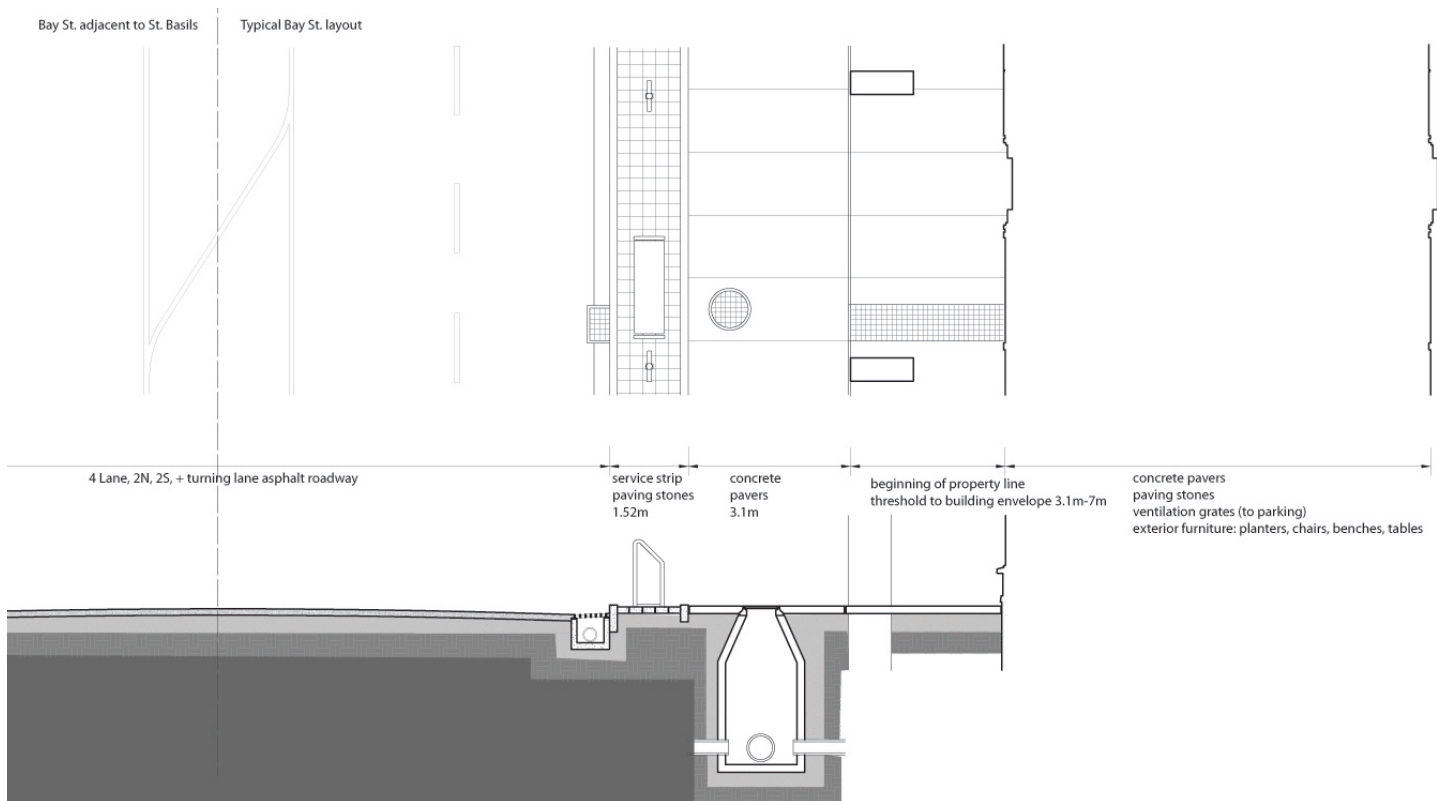 Bay St. adjacent to St. Basils
Typical Bay St. layout
4 Lane, 2N, 2S, + turning lane asphalt roadway
service strip
paving stones
1.52m
concrete
pavers
3.1m
beginning of property line
threshold to building envelope 3.1m-7m
concrete pavers
paving stones
ventilation grates (to parking)
exterior furniture: planters, chairs, benches, tables